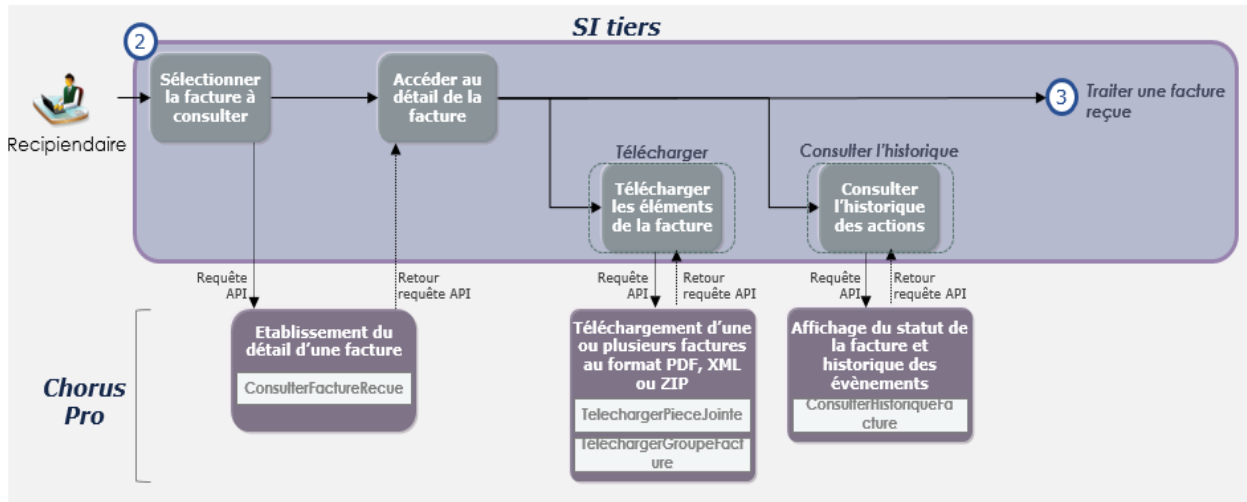 SI tiers
2
Sélectionner
la facture à
consulter
Accéder au
détail de la
facture
3
Traiter une facture
reçue
Recipiendaire
Télécharger
Télécharger
les éléments
de la facture
Consulter l'historique
Consulter
l'historique
des actions
Requête
API
Retour
requête API
Requête
API
Retour
requête API
Requête
API
Retour
requête API
Chorus
Pro
Etablissement du
détail d'une facture
ConsulterFactureRecue
Téléchargement d'une
ou plusieurs factures
au format PDF, XML
ou ZIP
TelechargerPieceJointe
TelechargerGroupeFact
ure
Affichage du statut de
la facture et
historique des
évènements
ConsulterHistoriqueFa
cture